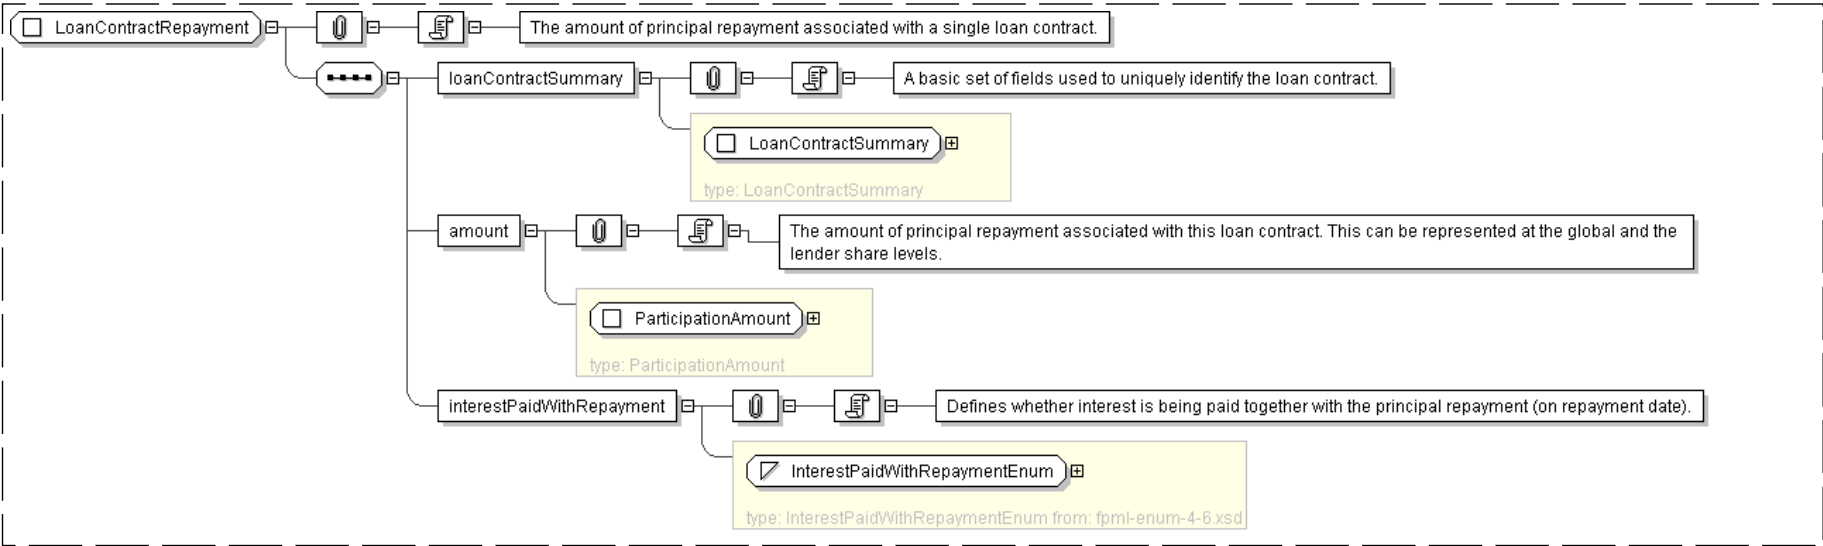 LoanContractRepayment
The amount of principal repayment associated with a single loan contract.
loanContractSummary
A basic set of fields used to uniquely identify the loan contract.
LoanContractSummary
type: LoanContractSummary
amount
The amount of principal repayment associated with this loan contract. This can be represented at the global and the
lender share levels.
ParticipationAmount
type: ParticipationAmount
interestPaidWithRepayment
Defines whether interest is being paid together with the principal repayment (on repayment date).
InterestPaidWithRepaymentEnum
type: InterestPaidWithRepaymentEnum from: fpml-enum-4-6.xsd